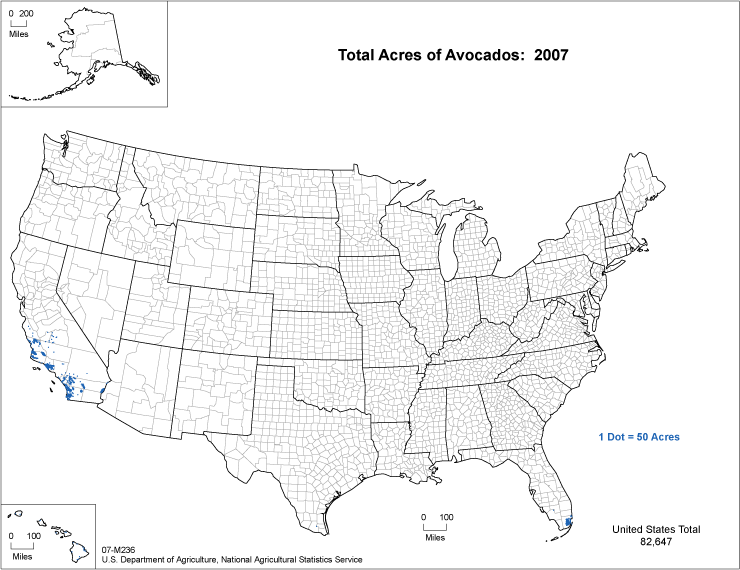 0 200
Miles
Total Acres of Avocados: 2007
1 Dot = 50 Acres
0 100
Miles
0 100
Miles
United States Total
82,647
07-M236
U.S. Department of Agriculture, National Agricultural Statistics Service